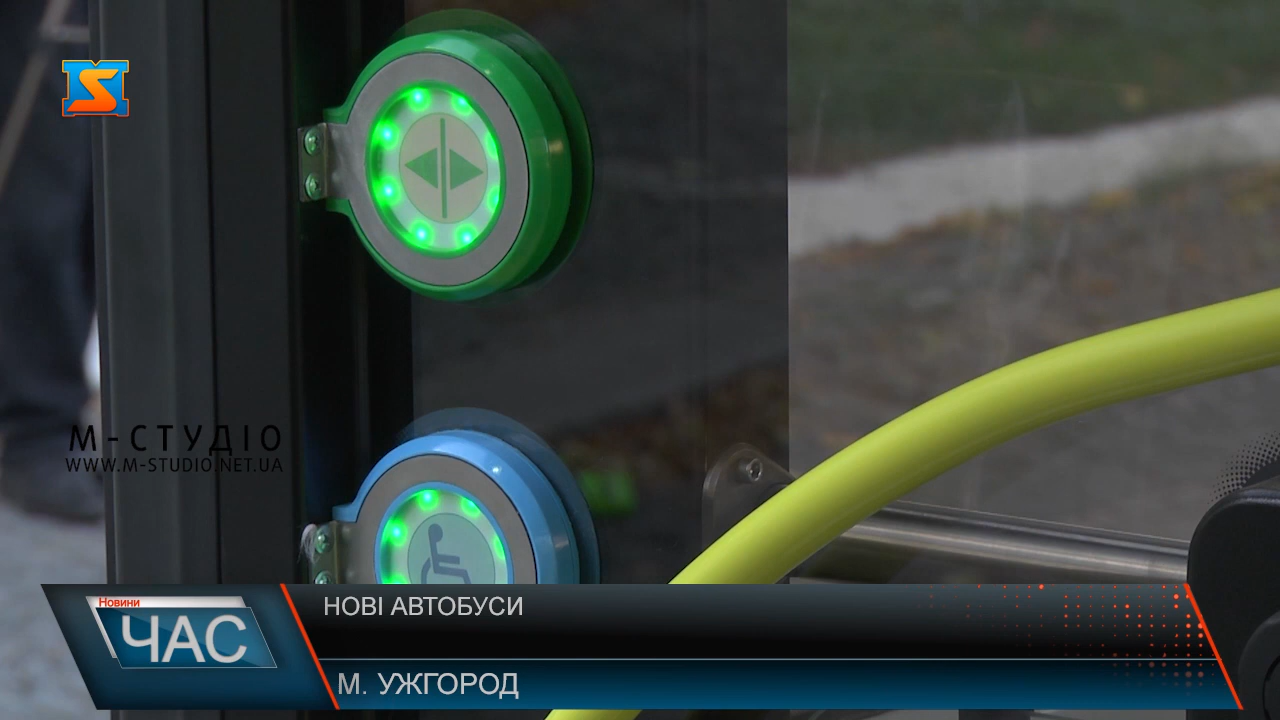 М-СТУДІО
WWW.M-STUDIO.NET.UA
Новини
ЧАС
НОВІ АВТОБУСИ
М. УЖГОРОД